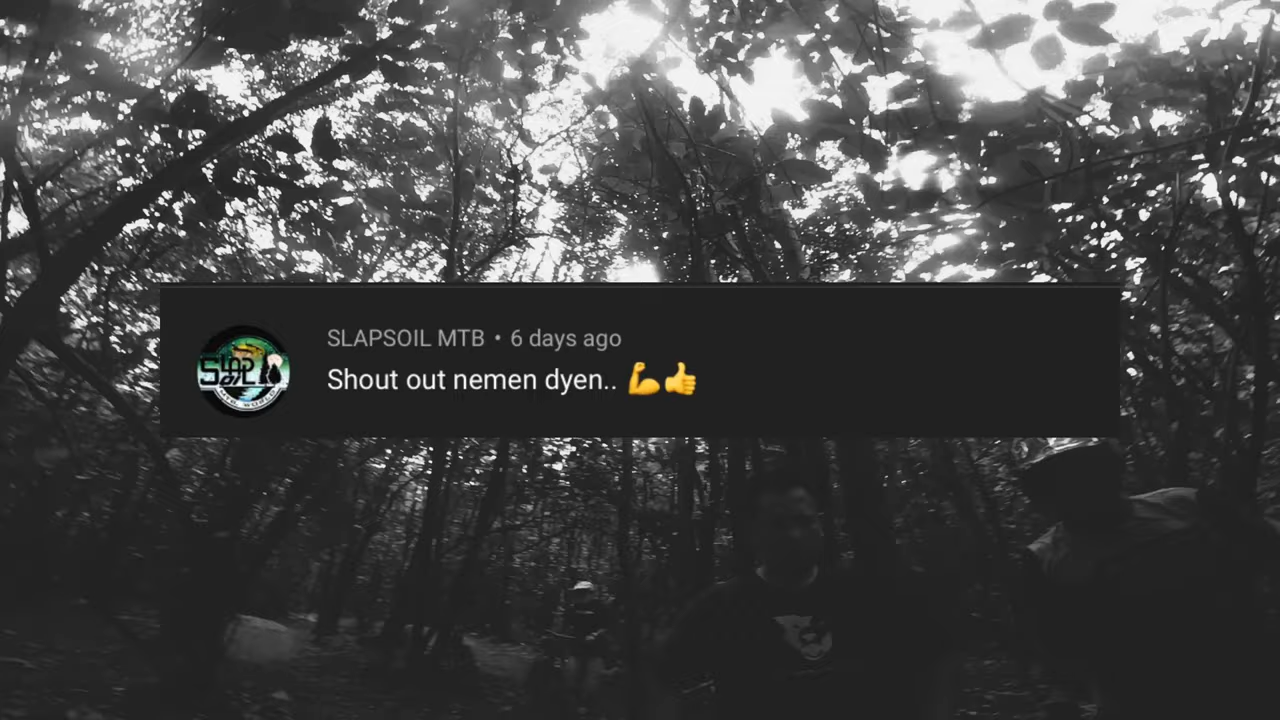 SLAPSOIL MTB • 6 days ago
Shout out nemen dyen.. 💪👍